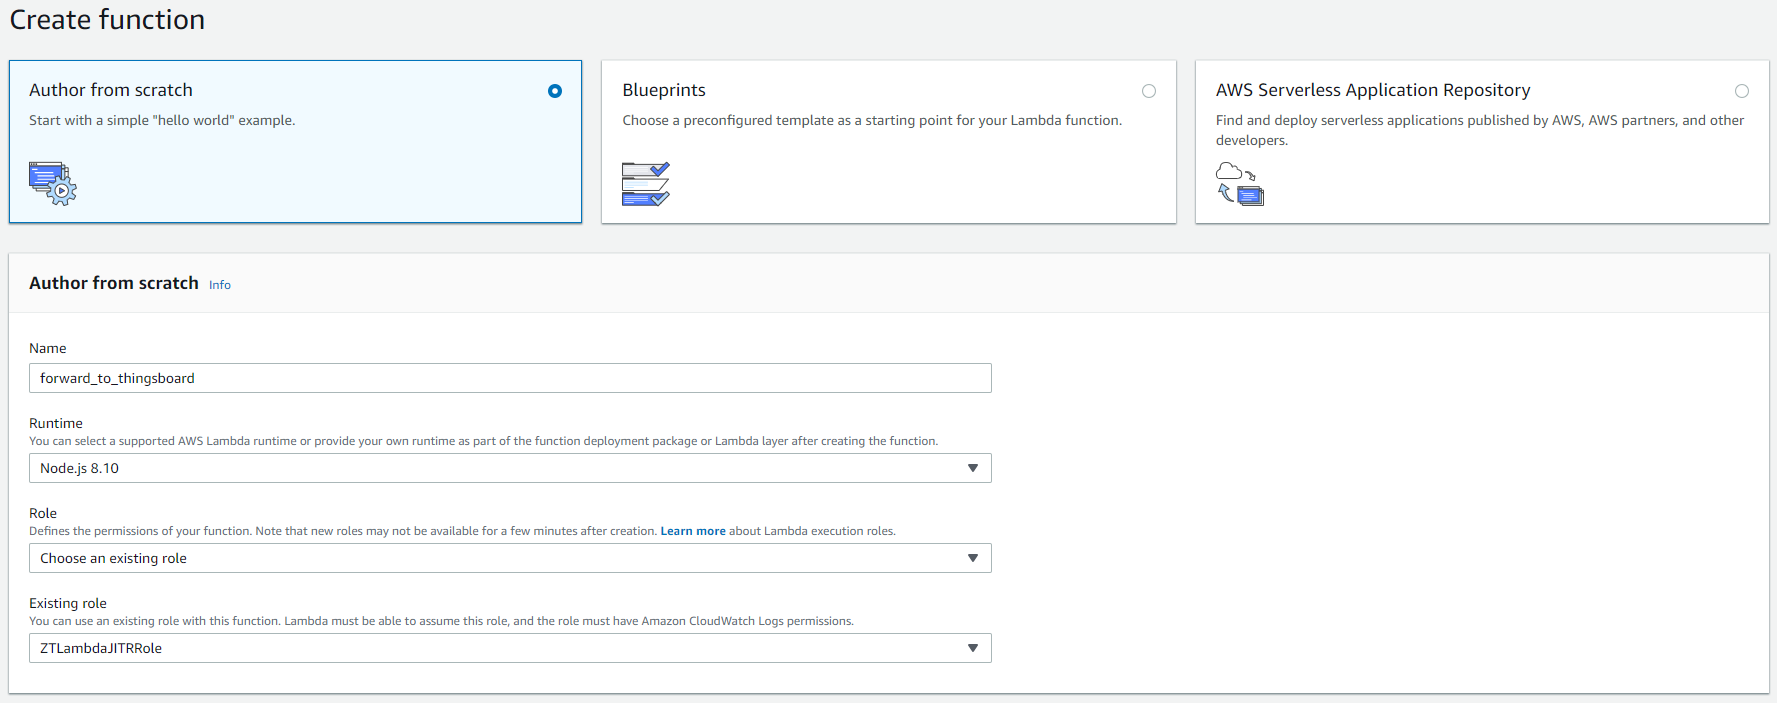 Create function
Author from scratch
Start with a simple "hello world" example.
Blueprints
Choose a preconfigured template as a starting point for your Lambda function.
AWS Serverless Application Repository
Find and deploy serverless applications published by AWS, AWS partners, and other
developers.
Author from scratch Info
Name
forward_to_thingsboard
Runtime
You can select a supported AWS Lambda runtime or provide your own runtime as part of the function deployment package or Lambda layer after creating the function.
Node.js 8.10
Role
Defines the permissions of your function. Note that new roles may not be available for a few minutes after creation. Learn more about Lambda execution roles.
Choose an existing role
Existing role
You can use an existing role with this function. Lambda must be able to assume this role, and the role must have Amazon CloudWatch Logs permissions.
ZTLambdaJITRRole